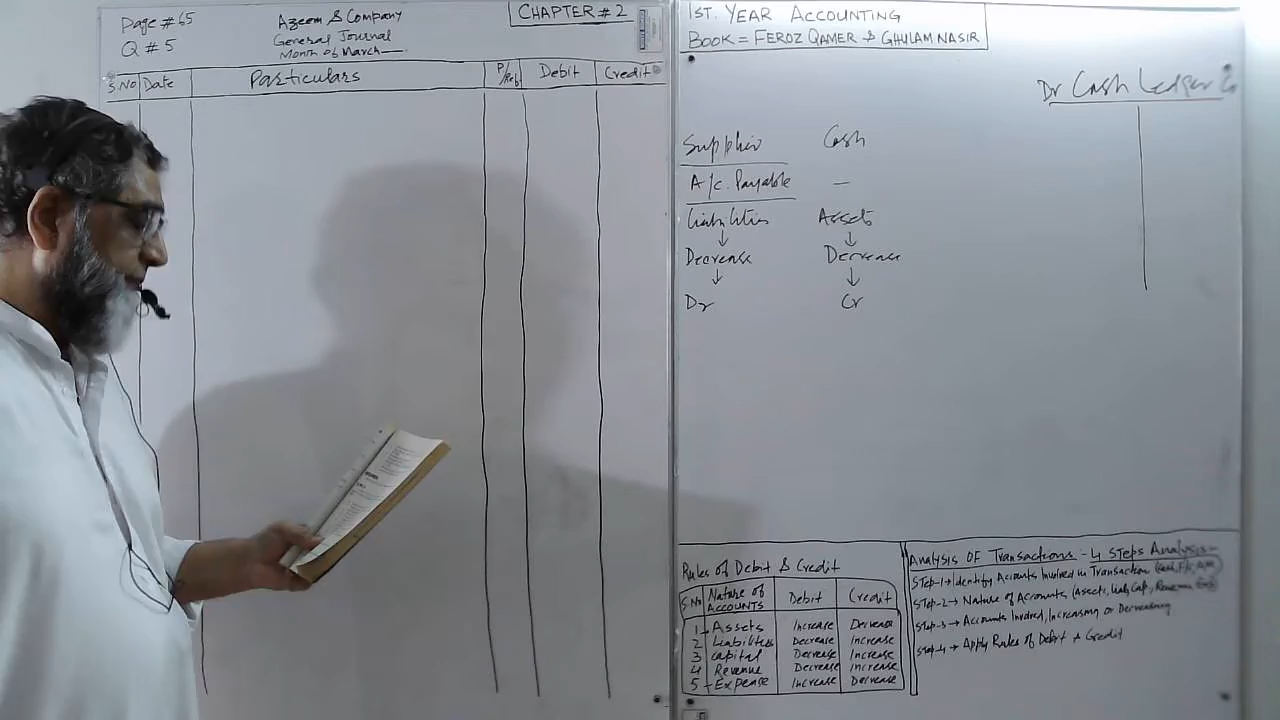 Page # 65
Q # 5
Azeem & Company
General Journal
Month of March
CHAPTER # 2
S.No Date Particulars P/Ref Debit Credit
1ST. YEAR ACCOUNTING
BOOK = FEROZ QAMER & GHULAM NASIR
Dr Cash Ledger Cr
Supplier Cash
A/c. Payable —
Liabilities Assets
↓ ↓
Decrease Decrease
↓ ↓
Dr Cr
Rules of Debit & Credit
S.No Nature of ACCOUNTS Debit Credit
1 Assets Increase Decrease
2 Liabilities Decrease Increase
3 Capital Decrease Increase
4 Revenue Decrease Increase
5 Expense Increase Decrease
Analysis OF Transactions - 4 Steps Analysis -
Step-1 → Identify Accounts Involved in Transaction
Step-2 → Nature of Accounts (Assets, Liab, Cap, Revenue
Step-3 → Accounts Involved, Increasing or Decreasing
Step-4 → Apply Rules of Debit & Credit